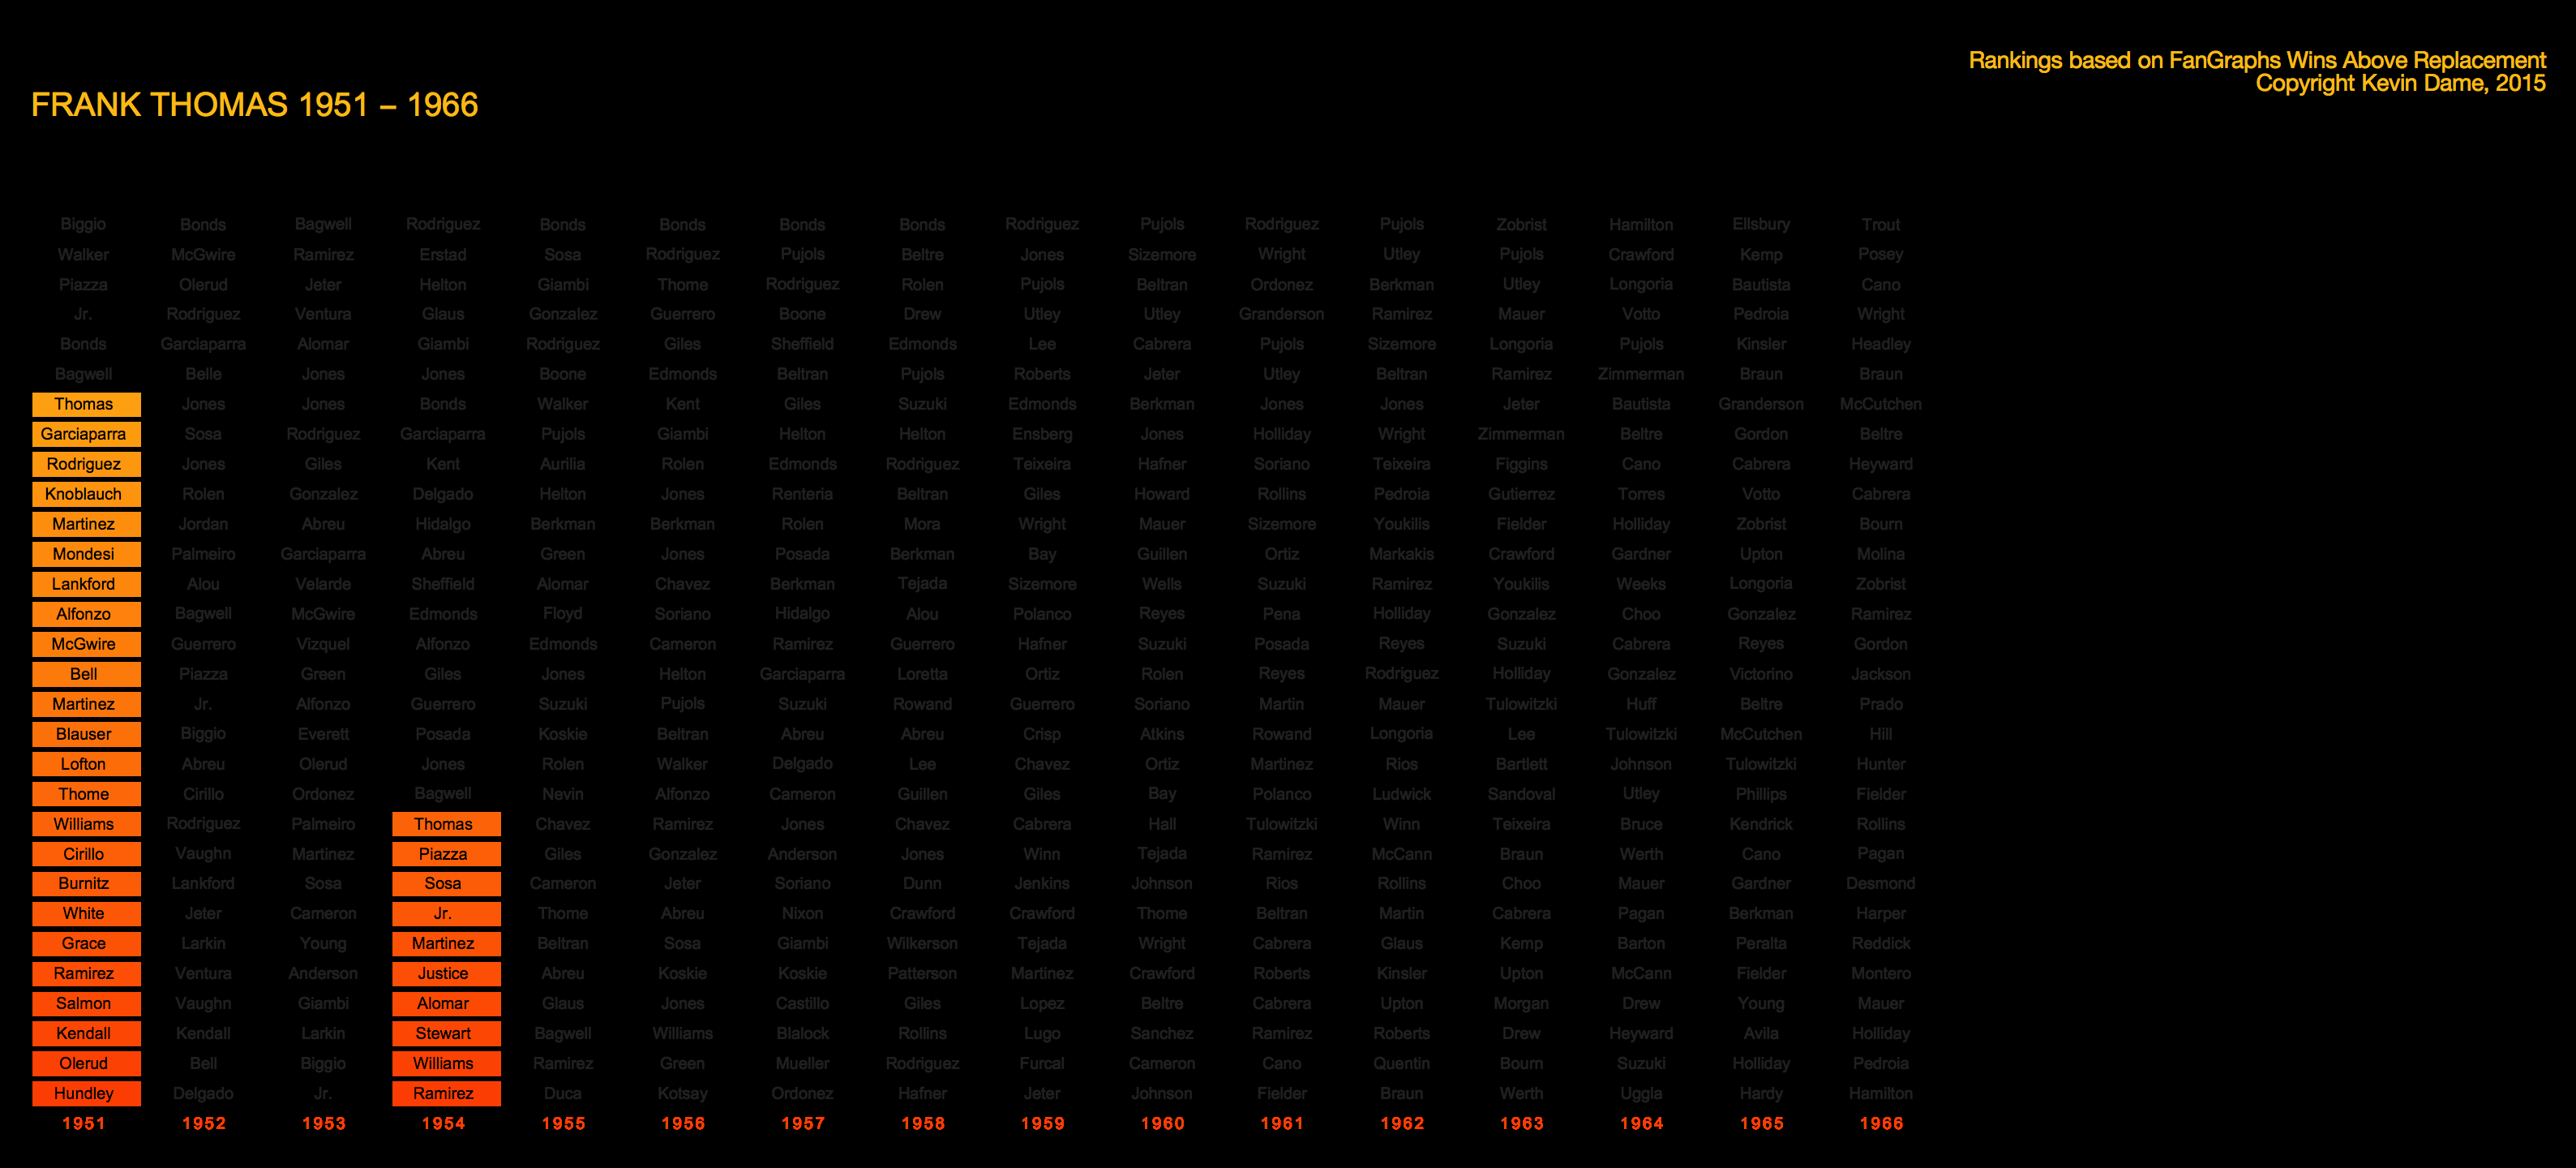 Rankings based on FanGraphs Wins Above Replacement
Copyright Kevin Dame, 2015
FRANK THOMAS 1951 – 1966
Biggio Bonds Bagwell Rodriguez Bonds Bonds Bonds Bonds Rodriguez Pujols Rodriguez Pujols Zobrist Hamilton Ellsbury Trout
Walker McGwire Ramirez Erstad Sosa Rodriguez Pujols Beltre Jones Sizemore Wright Utley Pujols Crawford Kemp Posey
Piazza Olerud Jeter Helton Giambi Thome Rodriguez Rolen Pujols Beltran Ordonez Berkman Utley Longoria Bautista Cano
Jr. Rodriguez Ventura Glaus Gonzalez Guerrero Boone Drew Utley Utley Granderson Ramirez Mauer Votto Pedroia Wright
Bonds Garciaparra Alomar Giambi Rodriguez Giles Sheffield Edmonds Lee Cabrera Pujols Sizemore Longoria Pujols Kinsler Headley
Bagwell Belle Jones Jones Boone Edmonds Beltran Pujols Roberts Jeter Utley Beltran Ramirez Zimmerman Braun Braun
Thomas Jones Jones Bonds Walker Kent Giles Suzuki Edmonds Berkman Jones Jones Jeter Bautista Granderson McCutchen
Garciaparra Sosa Rodriguez Garciaparra Pujols Giambi Helton Helton Ensberg Jones Holliday Wright Zimmerman Beltre Gordon Beltre
Rodriguez Jones Giles Kent Aurilia Rolen Edmonds Rodriguez Teixeira Hafner Soriano Teixeira Figgins Cano Cabrera Heyward
Knoblauch Rolen Gonzalez Delgado Helton Jones Renteria Beltran Giles Howard Rollins Pedroia Gutierrez Torres Votto Cabrera
Martinez Jordan Abreu Hidalgo Berkman Berkman Rolen Mora Wright Mauer Sizemore Youkilis Fielder Holliday Zobrist Bourn
Mondesi Palmeiro Garciaparra Abreu Green Jones Posada Berkman Bay Guillen Ortiz Markakis Crawford Gardner Upton Molina
Lankford Alou Velarde Sheffield Alomar Chavez Berkman Tejada Sizemore Wells Suzuki Ramirez Youkilis Weeks Longoria Zobrist
Alfonzo Bagwell McGwire Edmonds Floyd Soriano Hidalgo Alou Polanco Reyes Pena Holliday Gonzalez Choo Gonzalez Ramirez
McGwire Guerrero Vizquel Alfonzo Edmonds Cameron Ramirez Guerrero Hafner Suzuki Posada Reyes Suzuki Cabrera Reyes Gordon
Bell Piazza Green Giles Jones Helton Garciaparra Loretta Ortiz Rolen Reyes Rodriguez Holliday Gonzalez Victorino Jackson
Martinez Jr. Alfonzo Guerrero Suzuki Pujols Suzuki Rowand Guerrero Soriano Martin Mauer Tulowitzki Huff Beltre Prado
Blauser Biggio Everett Posada Koskie Beltran Abreu Abreu Crisp Atkins Rowand Longoria Lee Tulowitzki McCutchen Hill
Lofton Abreu Olerud Jones Rolen Walker Delgado Lee Chavez Ortiz Martinez Rios Bartlett Johnson Tulowitzki Hunter
Thome Cirillo Ordonez Bagwell Nevin Alfonzo Cameron Guillen Giles Bay Polanco Ludwick Sandoval Utley Phillips Fielder
Williams Rodriguez Palmeiro Thomas Chavez Ramirez Jones Chavez Cabrera Hall Tulowitzki Winn Teixeira Bruce Kendrick Rollins
Cirillo Vaughn Martinez Piazza Giles Gonzalez Anderson Jones Winn Tejada Ramirez McCann Braun Werth Cano Pagan
Burnitz Lankford Sosa Sosa Cameron Jeter Soriano Dunn Jenkins Johnson Rios Rollins Choo Mauer Gardner Desmond
White Jeter Cameron Jr. Thome Abreu Nixon Crawford Crawford Thome Beltran Martin Cabrera Pagan Berkman Harper
Grace Larkin Young Martinez Beltran Sosa Giambi Wilkerson Tejada Wright Cabrera Glaus Kemp Barton Peralta Reddick
Ramirez Ventura Anderson Justice Abreu Koskie Koskie Patterson Martinez Crawford Roberts Kinsler Upton McCann Fielder Montero
Salmon Vaughn Giambi Alomar Glaus Jones Castillo Giles Lopez Beltre Cabrera Upton Morgan Drew Young Mauer
Kendall Kendall Larkin Stewart Bagwell Williams Blalock Rollins Lugo Sanchez Ramirez Roberts Drew Heyward Avila Holliday
Olerud Bell Biggio Williams Ramirez Green Mueller Rodriguez Furcal Cameron Cano Quentin Bourn Suzuki Holliday Pedroia
Hundley Delgado Jr. Ramirez Duca Kotsay Ordonez Hafner Jeter Johnson Fielder Braun Werth Uggla Hardy Hamilton
1951 1952 1953 1954 1955 1956 1957 1958 1959 1960 1961 1962 1963 1964 1965 1966